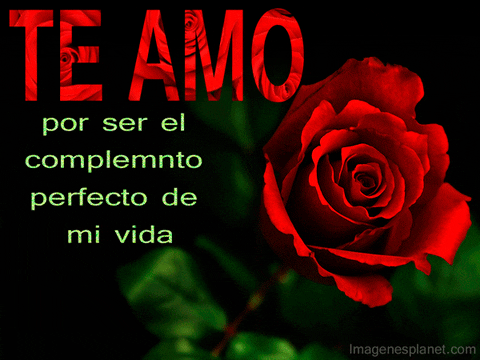 TE AMO
por ser el
complemnto
perfecto de
mi vida
Imagenesplanet.com